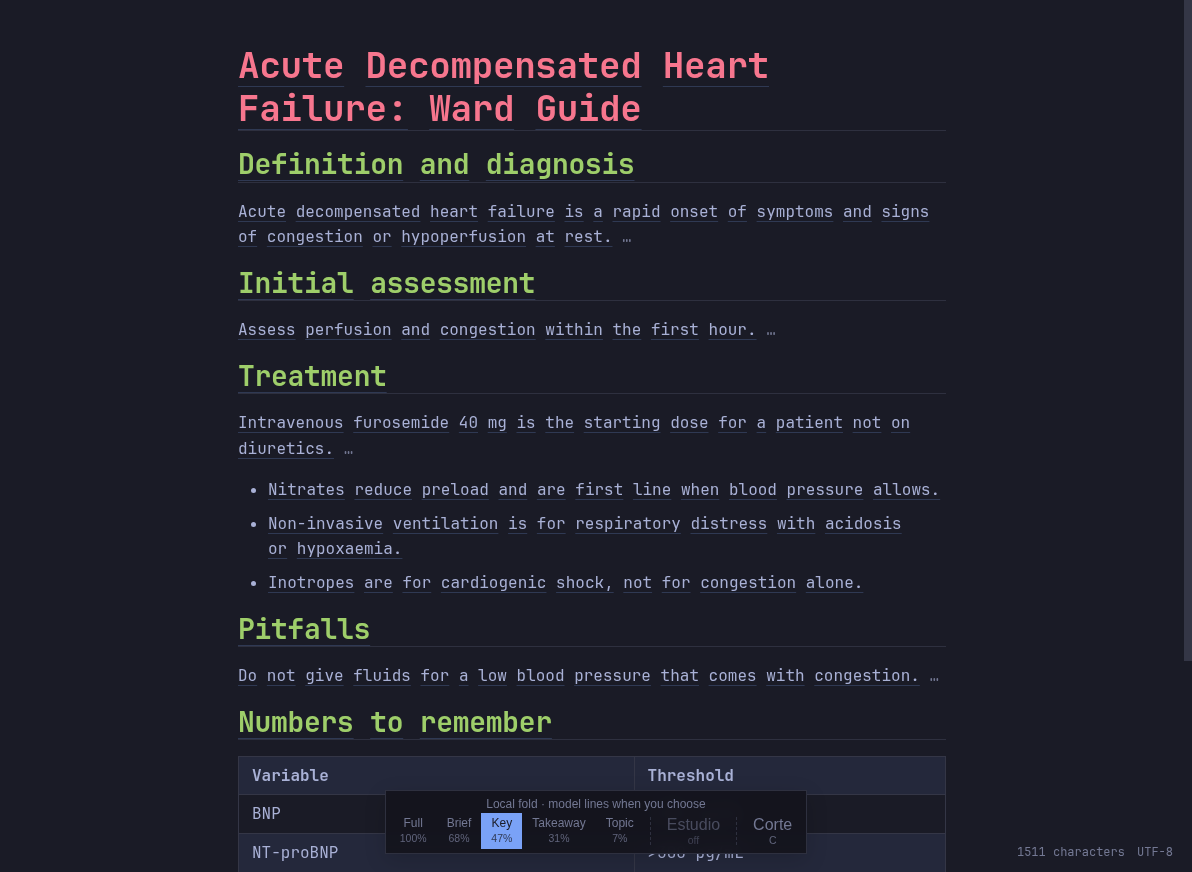 Acute Decompensated Heart
Failure: Ward Guide
Definition and diagnosis
Acute decompensated heart failure is a rapid onset of symptoms and signs
of congestion or hypoperfusion at rest. …
Initial assessment
Assess perfusion and congestion within the first hour. …
Treatment
Intravenous furosemide 40 mg is the starting dose for a patient not on
diuretics. …
• Nitrates reduce preload and are first line when blood pressure allows.
• Non-invasive ventilation is for respiratory distress with acidosis
or hypoxaemia.
• Inotropes are for cardiogenic shock, not for congestion alone.
Pitfalls
Do not give fluids for a low blood pressure that comes with congestion. …
Numbers to remember
Variable Threshold
BNP
Local fold · model lines when you choose
Full Brief Key Takeaway Topic Estudio Corte
100% 68% 47% 31% 7% off C
NT-proBNP pg/mL
1511 characters UTF-8